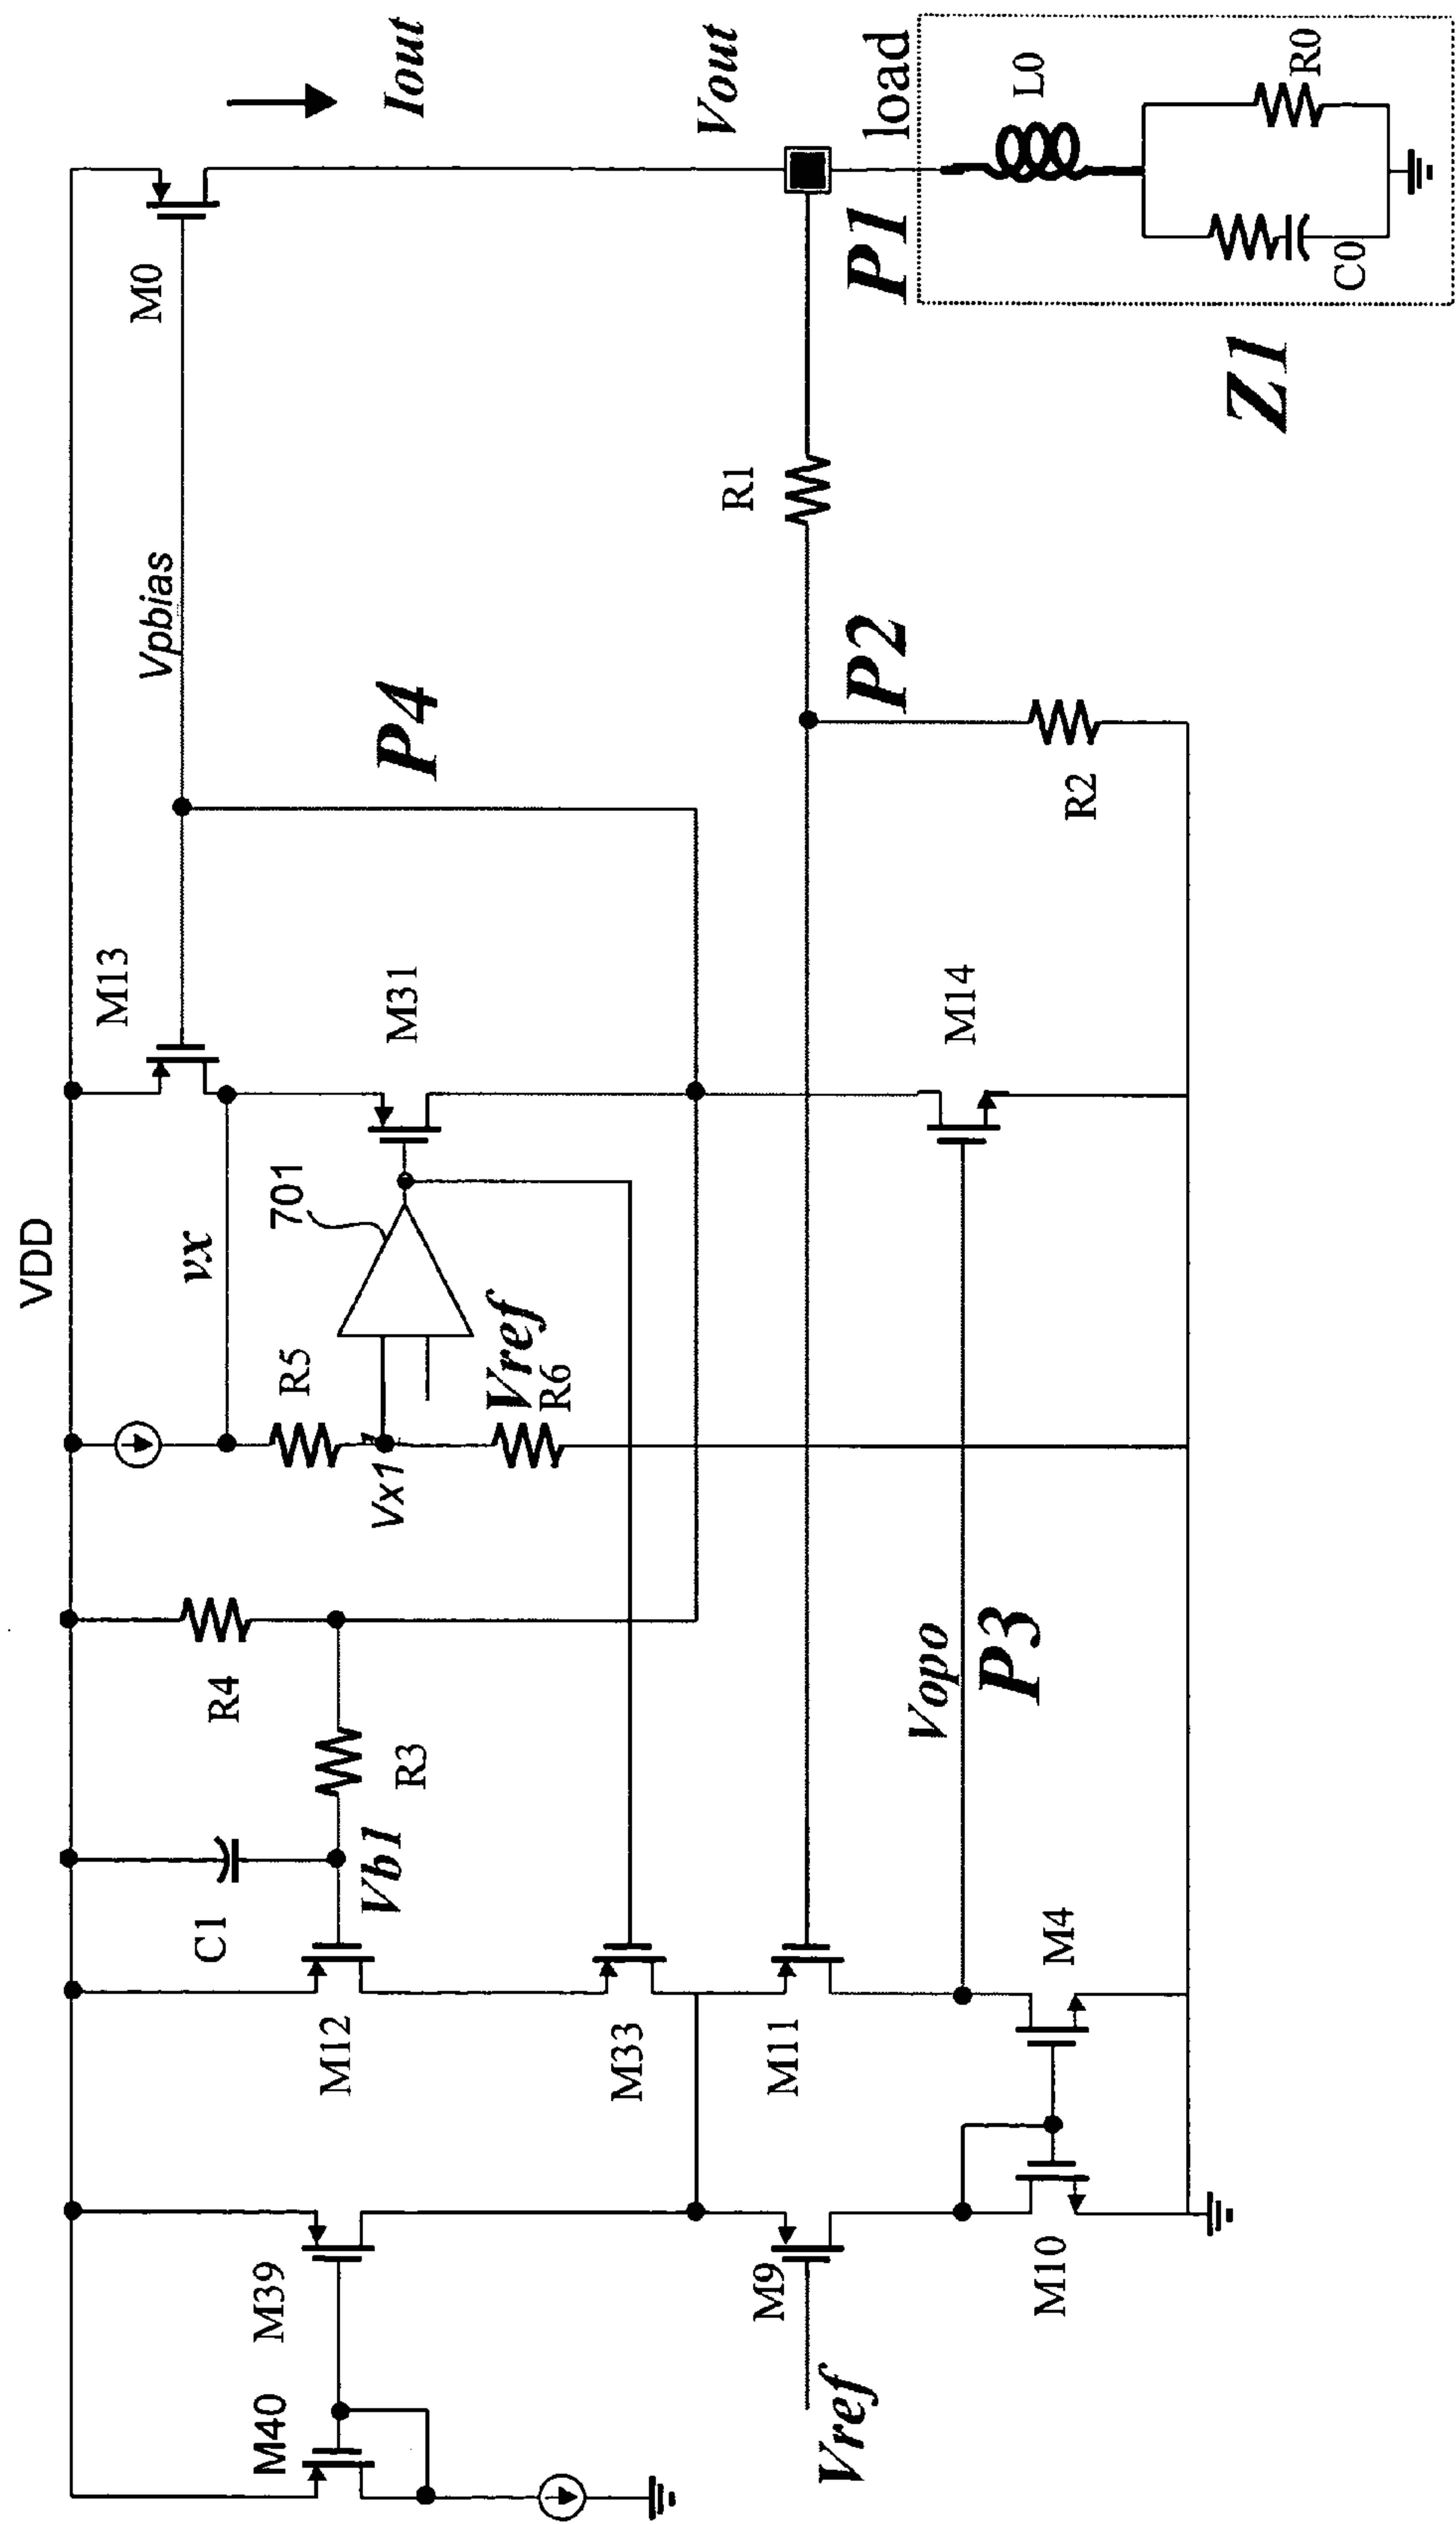 VDD
M40
M39
M12
C1
R4
R3
Vb1
M33
vx
R5
Vx1
701
Vref
R6
M13
M31
Vpbias
P4
M0
Iout
Vref
M9
M11
M10
M4
Vopo
P3
M14
R1
P2
R2
Vout
P1
load
L0
R0
C0
Z1